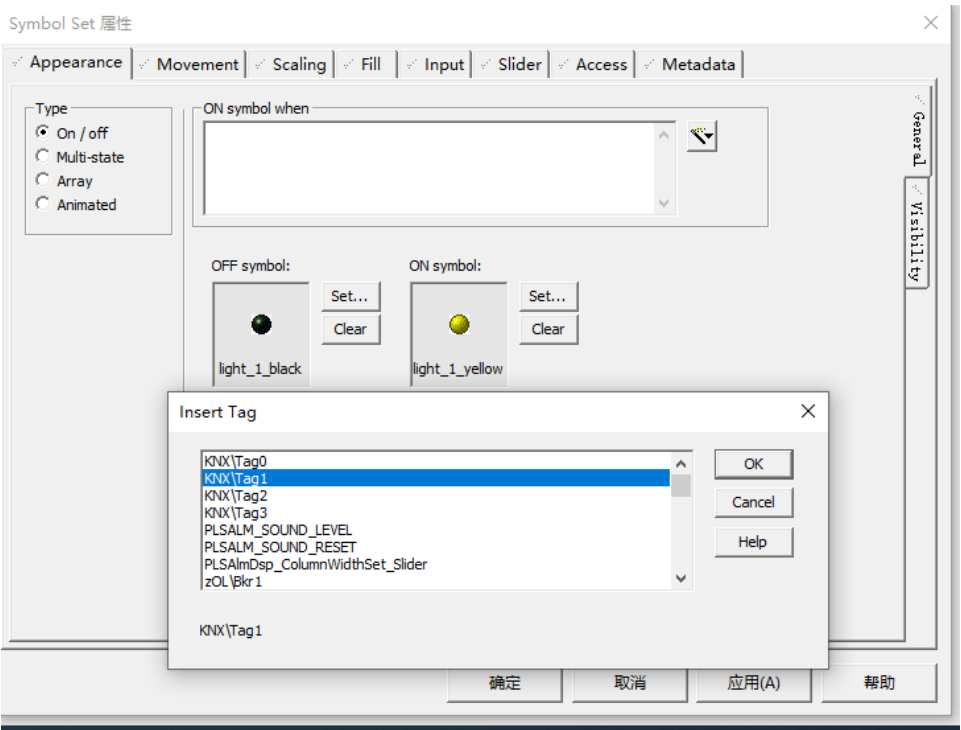 Symbol Set 属性
Appearance Movement Scaling Fill Input Slider Access Metadata
General
Visibility
Type
On / off
Multi-state
Array
Animated
ON symbol when
OFF symbol:
Set...
Clear
light_1_black
ON symbol:
Set...
Clear
light_1_yellow
Insert Tag
KNX\Tag0
KNX\Tag1
KNX\Tag2
KNX\Tag3
PLSALM_SOUND_LEVEL
PLSALM_SOUND_RESET
PLSAlmDsp_ColumnWidthSet_Slider
zOL\Bkr1
OK
Cancel
Help
KNX\Tag1
确定 取消 应用(A) 帮助